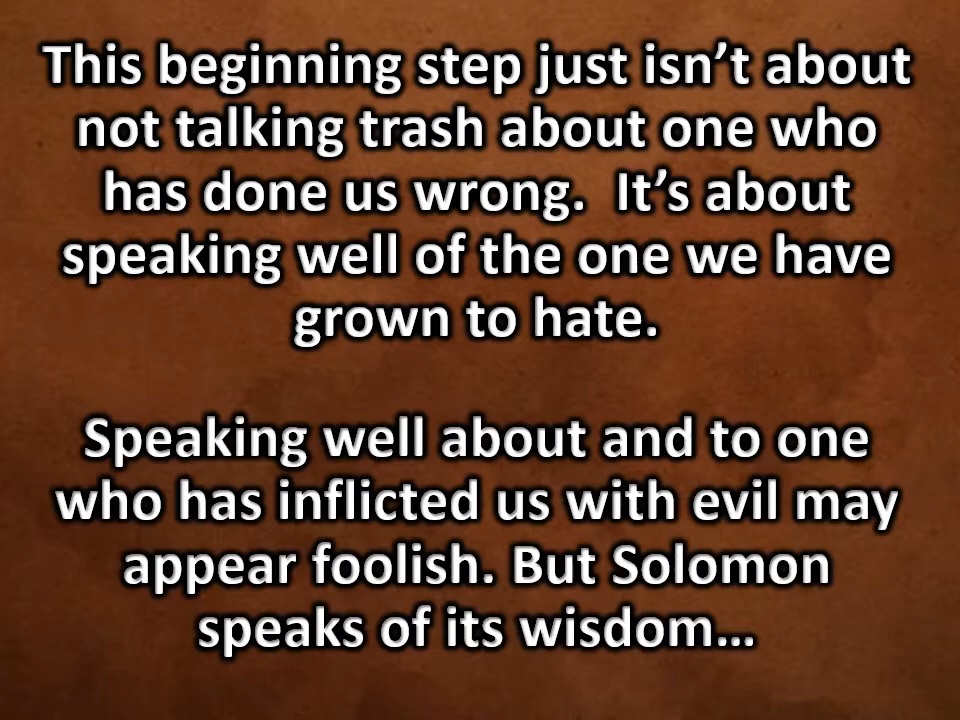 This beginning step just isn’t about
not talking trash about one who
has done us wrong.  It’s about
speaking well of the one we have
grown to hate.
Speaking well about and to one
who has inflicted us with evil may
appear foolish. But Solomon
speaks of its wisdom…